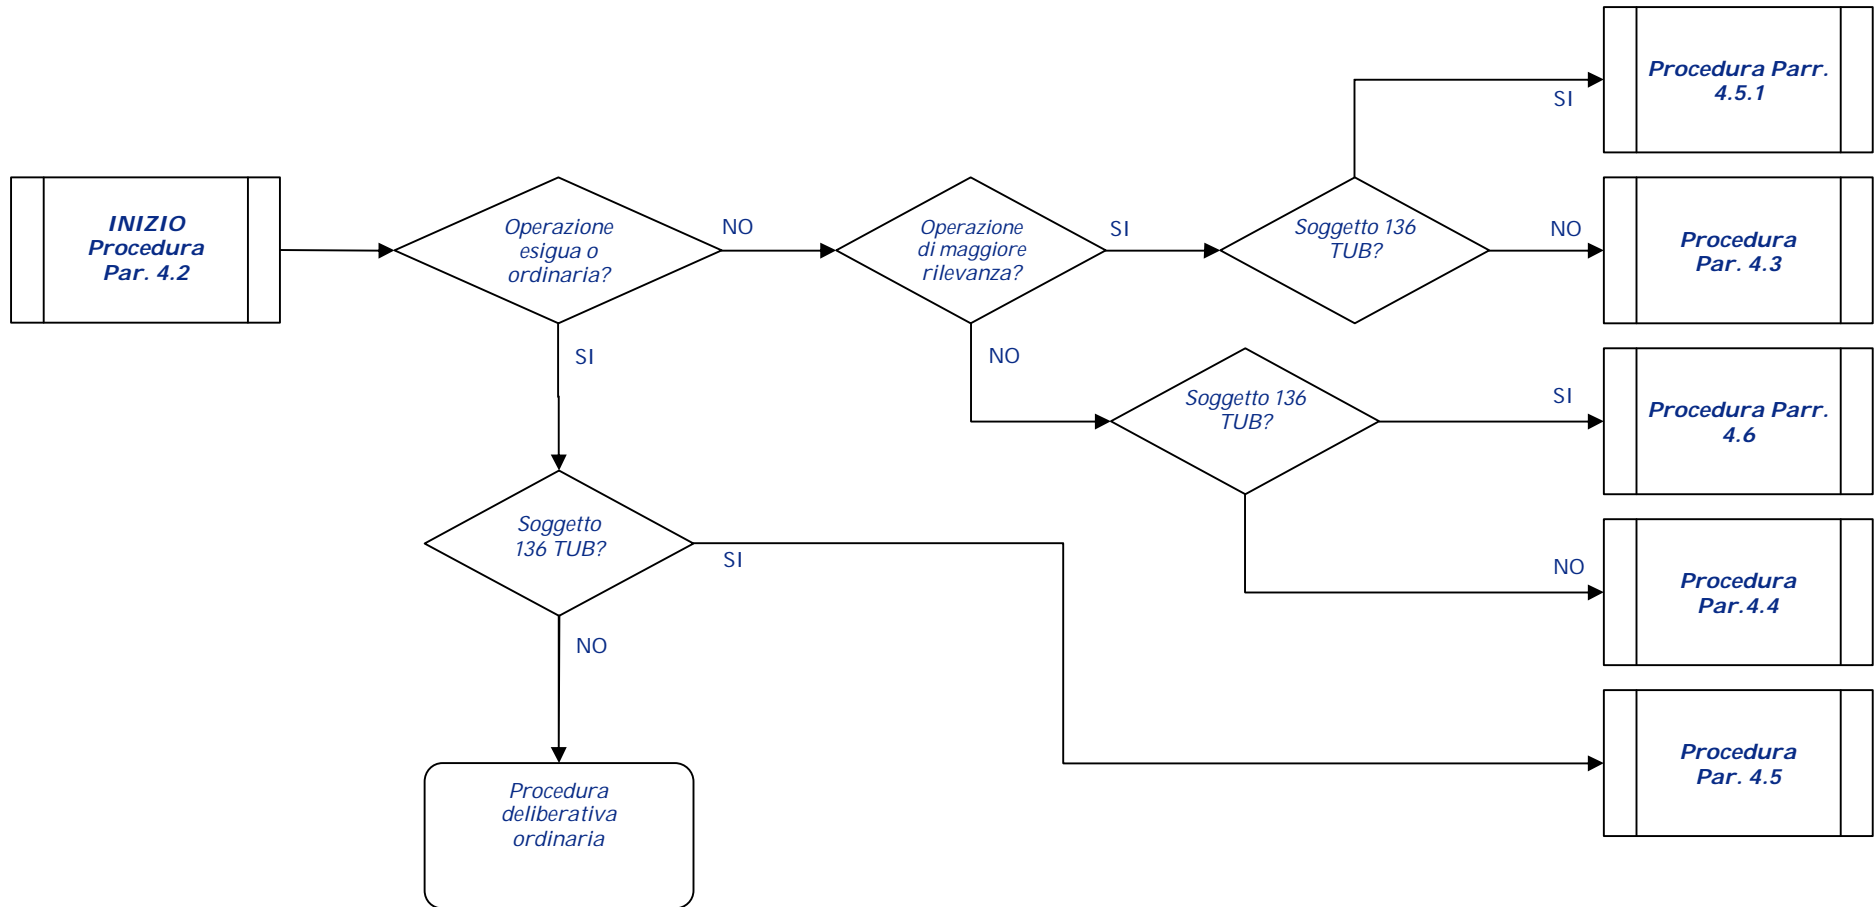 Procedura Parr.
4.5.1
SI
INIZIO
Procedura
Par. 4.2
Operazione
esigua o
ordinaria?
NO
Operazione
di maggiore
rilevanza?
SI
Soggetto 136
TUB?
NO
Procedura
Par. 4.3
SI
NO
Soggetto 136
TUB?
SI
Procedura Parr.
4.6
Soggetto
136 TUB?
SI
NO
Procedura
Par.4.4
NO
Procedura
Par. 4.5
Procedura
deliberativa
ordinaria